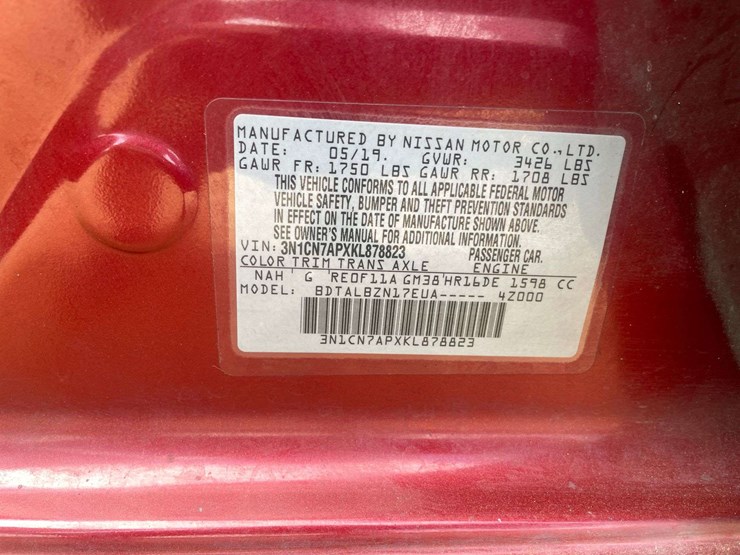 MANUFACTURED BY NISSAN MOTOR CO., LTD.
DATE: 05/19. GVWR: 3426 LBS
GAWR FR: 1750 LBS GAWR RR: 1708 LBS
THIS VEHICLE CONFORMS TO ALL APPLICABLE FEDERAL MOTOR
VEHICLE SAFETY, BUMPER AND THEFT PREVENTION STANDARDS
IN EFFECT ON THE DATE OF MANUFACTURE SHOWN ABOVE.
SEE OWNER'S MANUAL FOR ADDITIONAL INFORMATION.
VIN: 3N1CN7APXKL878823 PASSENGER CAR.
COLOR TRIM TRANS AXLE ENGINE
NAH ' G 'RE0F11A GM38'HR16DE 1598 CC
MODEL: BDTALBZN17EUA----- 4Z000
3N1CN7APXKL878823